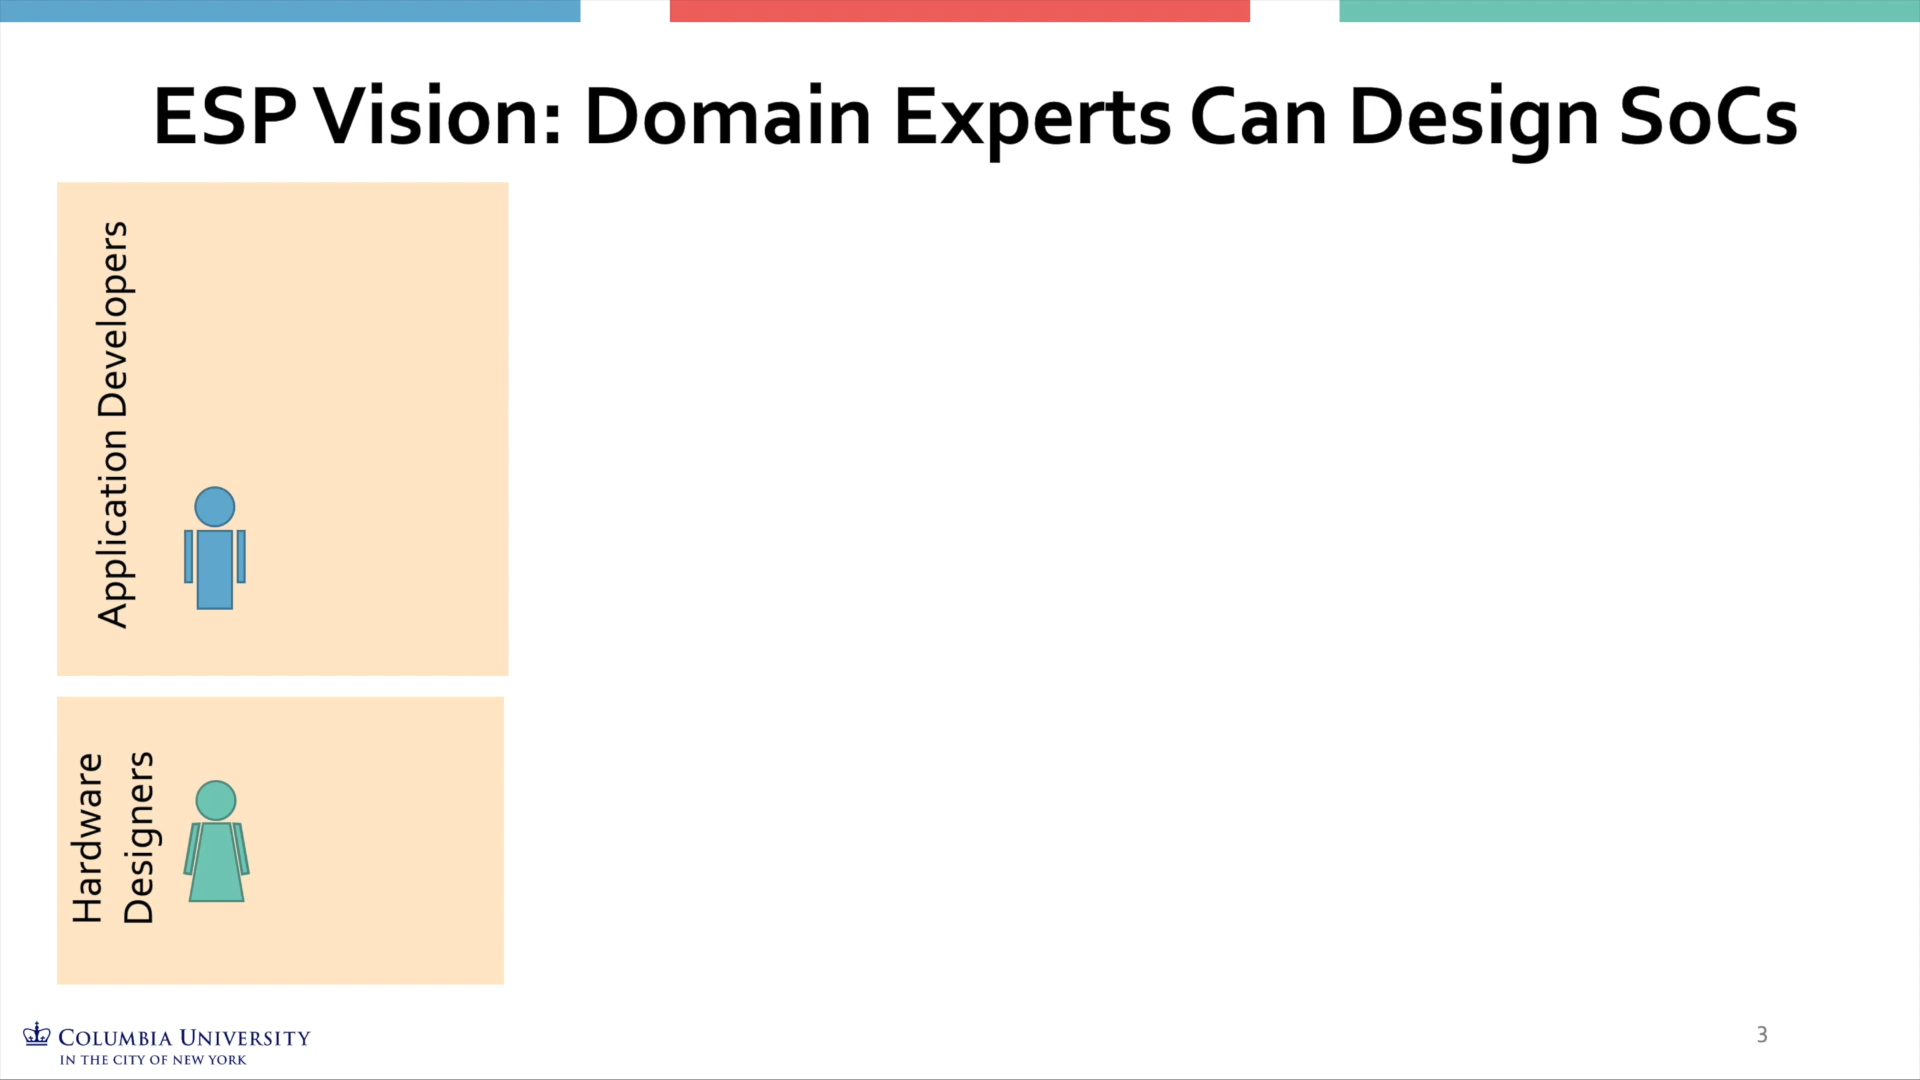 ESP Vision: Domain Experts Can Design SoCs
Application Developers
Hardware
Designers
COLUMBIA UNIVERSITY
IN THE CITY OF NEW YORK
3